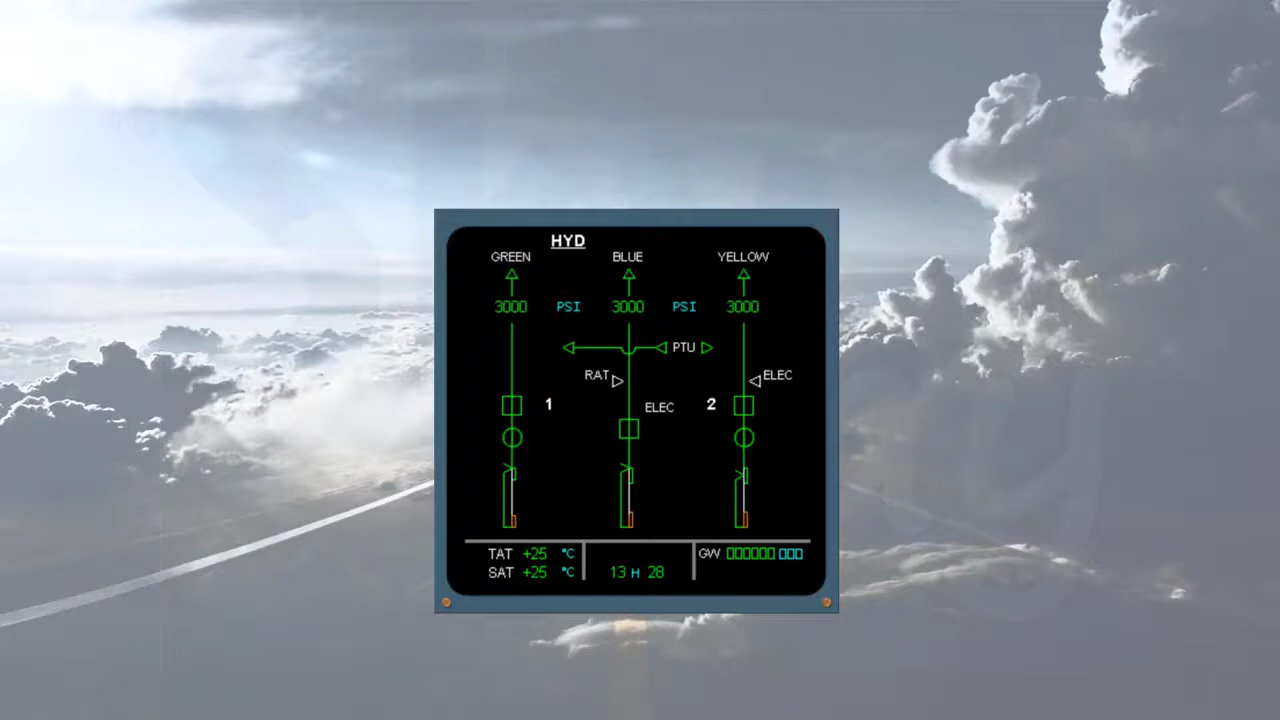 HYD
GREEN BLUE YELLOW
3000 PSI 3000 PSI 3000
PTU
RAT ELEC
1 ELEC 2
TAT +25 °C GW
SAT +25 °C 13 H 28